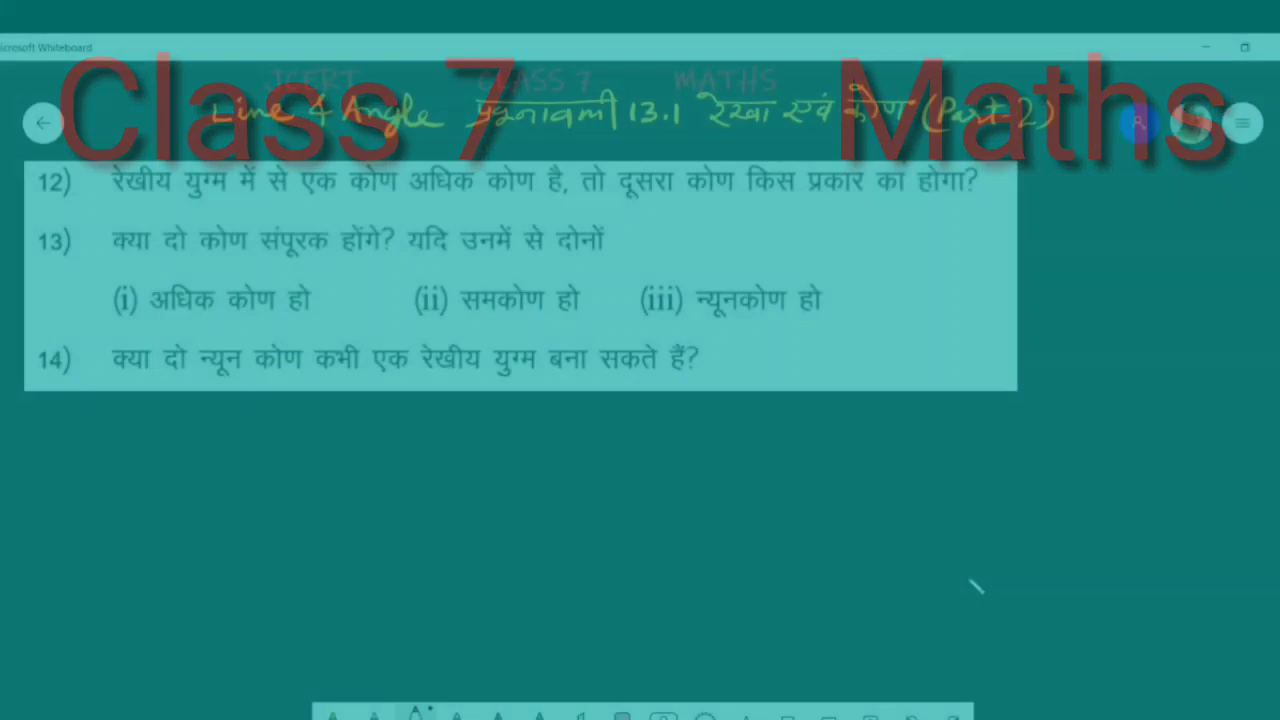 Microsoft Whiteboard
JCERT CLASS 7 MATHS
Class 7 Maths
Line & Angle प्रश्नावली 13.1 रेखा एवं कोण (Part-2)
12) रेखीय युग्म में से एक कोण अधिक कोण है, तो दूसरा कोण किस प्रकार का होगा?
13) क्या दो कोण संपूरक होंगे? यदि उनमें से दोनों
(i) अधिक कोण हो (ii) समकोण हो (iii) न्यूनकोण हो
14) क्या दो न्यून कोण कभी एक रेखीय युग्म बना सकते हैं?